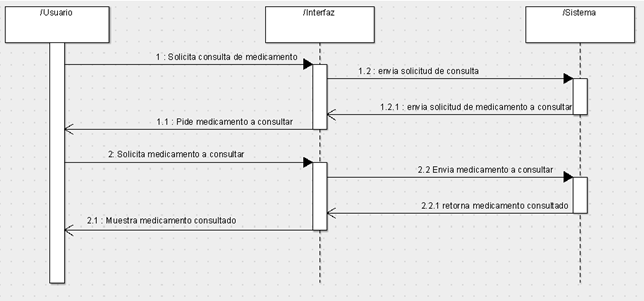 /Usuario
/Interfaz
/Sistema
1 : Solicita consulta de medicamento
1.2 : envia solicitud de consulta
1.2.1 : envia solicitud de medicamento a consultar
1.1 : Pide medicamento a consultar
2: Solicita medicamento a consultar
2.2 Envia medicamento a consultar
2.2.1 retorna medicamento consultado
2.1 : Muestra medicamento consultado